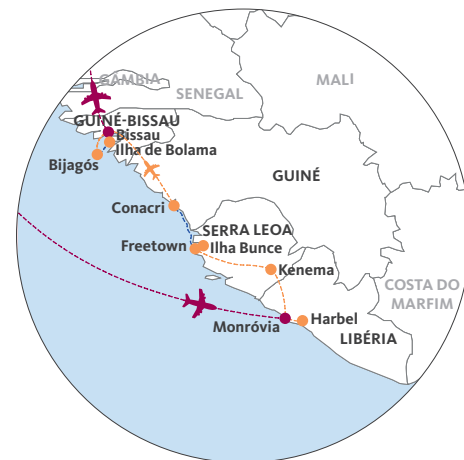 GÂMBIA
SENEGAL
MALI
GUINÉ-BISSAU
Bissau
Ilha de Bolama
Bijagós
GUINÉ
Conacri
SERRA LEOA
Freetown
Ilha Bunce
Kenema
COSTA DO
MARFIM
Monróvia
Harbel
LIBÉRIA